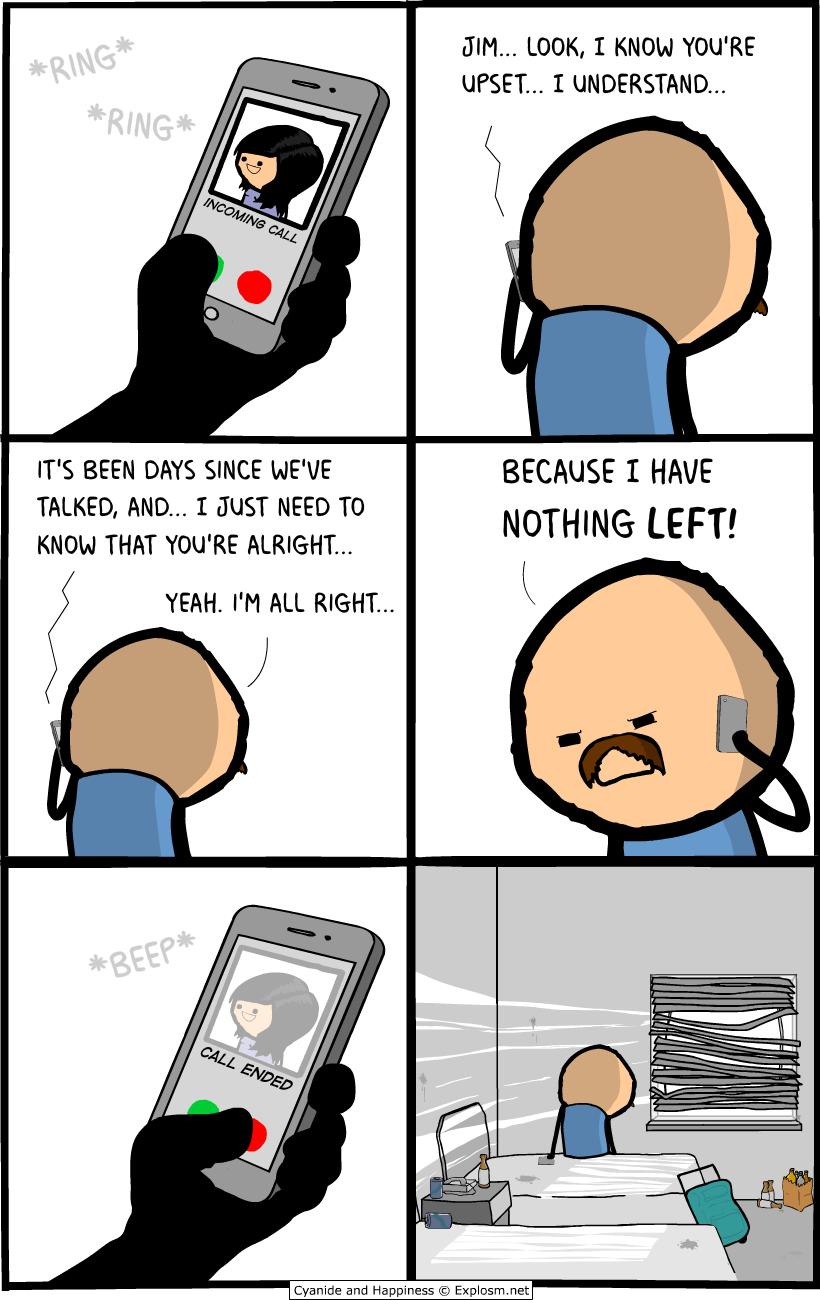 *RING*
*RING*
INCOMING CALL
JIM... LOOK, I KNOW YOU'RE
UPSET... I UNDERSTAND...
IT'S BEEN DAYS SINCE WE'VE
TALKED, AND... I JUST NEED TO
KNOW THAT YOU'RE ALRIGHT...
YEAH. I'M ALL RIGHT...
BECAUSE I HAVE
NOTHING LEFT!
*BEEP*
CALL ENDED
Cyanide and Happiness © Explosm.net